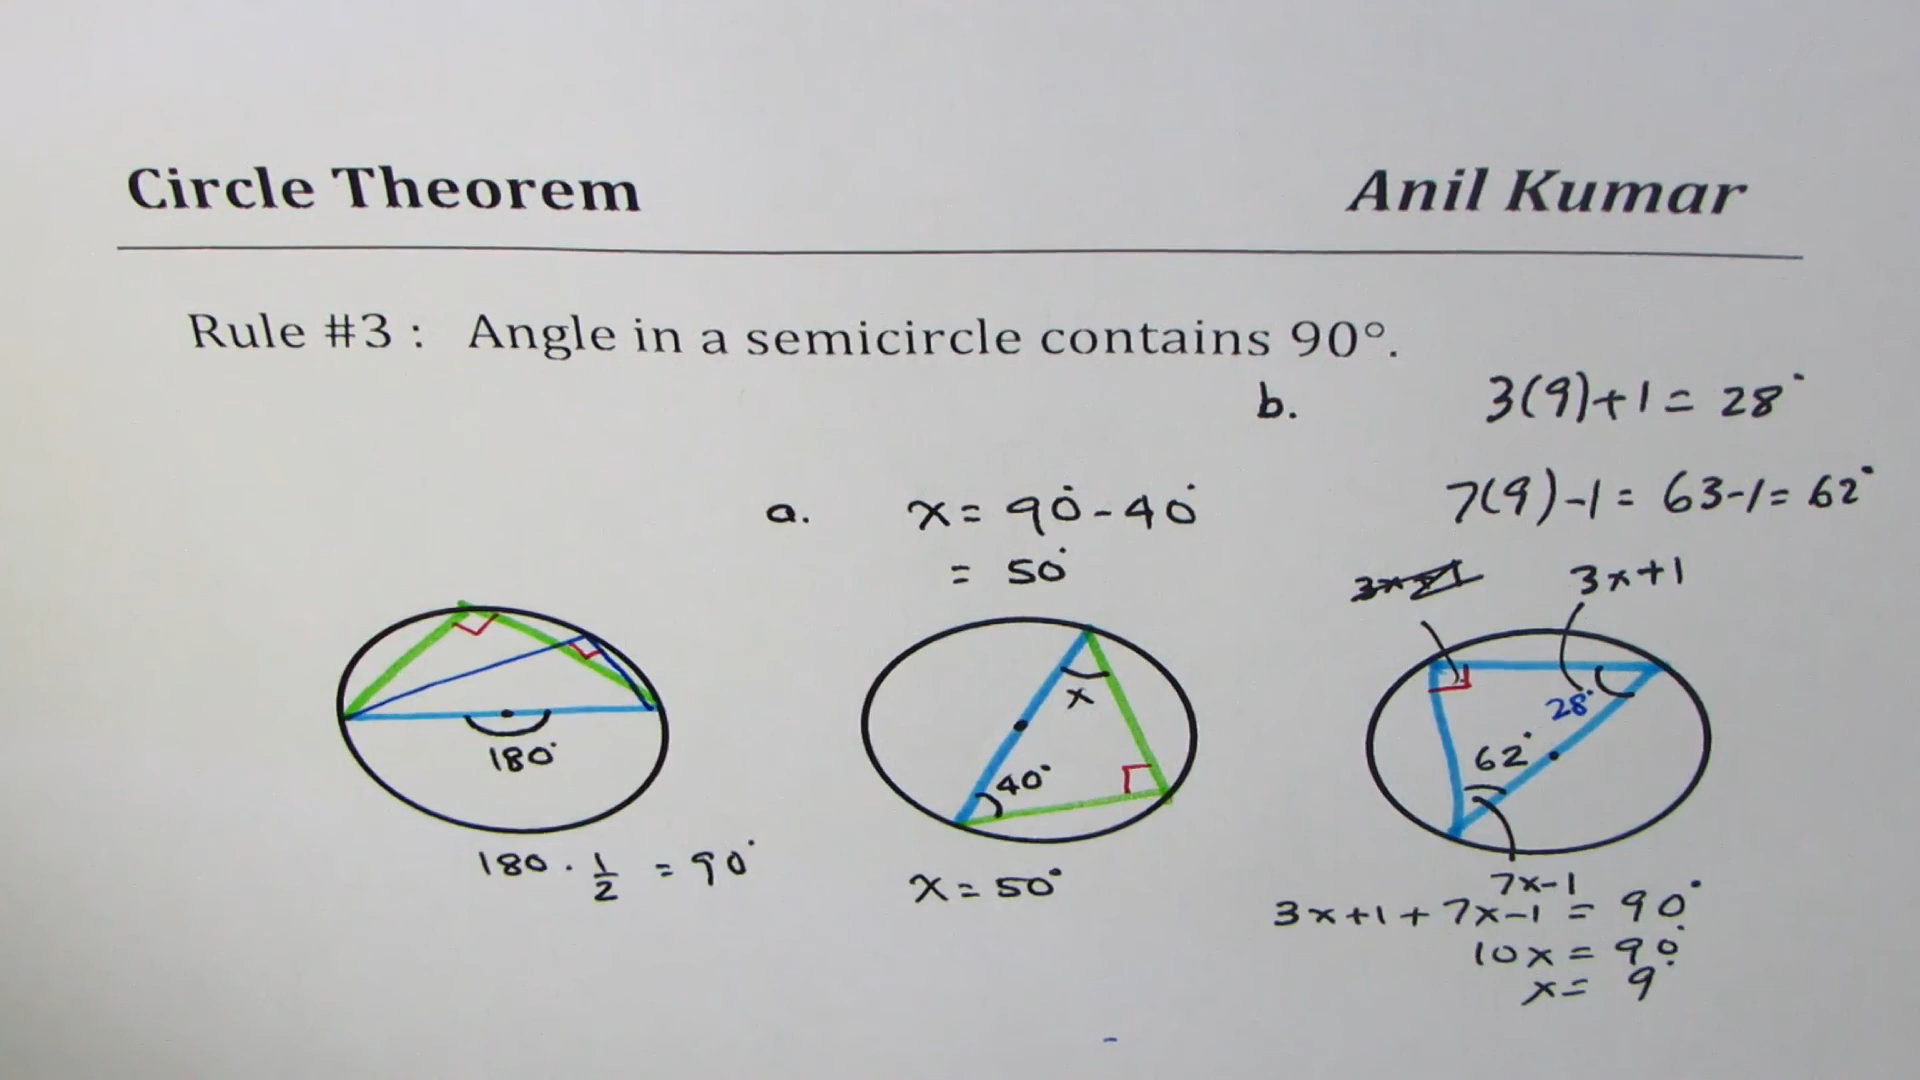 Circle Theorem Anil Kumar
Rule #3 : Angle in a semicircle contains 90°.
180°
180 · 1/2 = 90°
a. x = 90° - 40°
= 50°
x
40°
x = 50°
b. 3(9)+1 = 28°
7(9)-1 = 63-1 = 62°
3x+1
28°
62°
7x-1
3x+1 + 7x-1 = 90°
10x = 90°
x = 9°